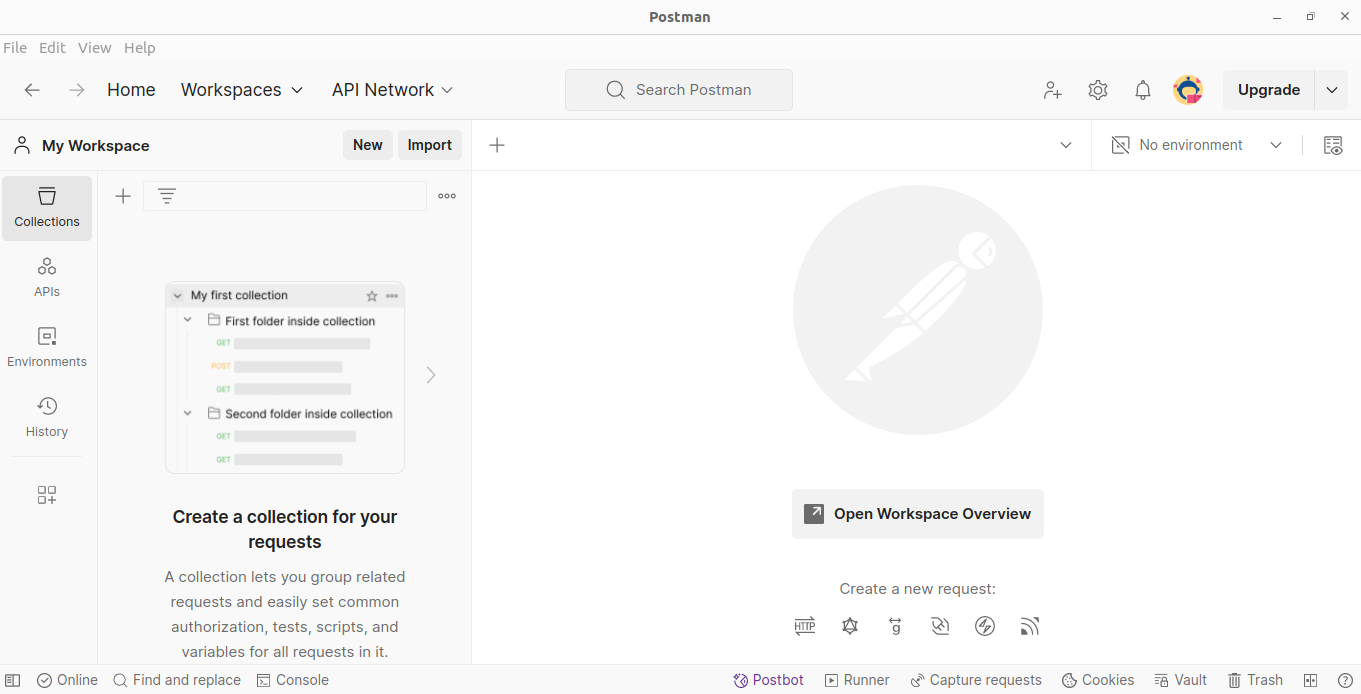 Postman
File Edit View Help
Home Workspaces API Network Search Postman Upgrade
My Workspace New Import No environment
Collections
APIs
Environments
History
My first collection
First folder inside collection
GET
POST
GET
Second folder inside collection
GET
GET
Create a collection for your
requests
A collection lets you group related
requests and easily set common
authorization, tests, scripts, and
variables for all requests in it.
Open Workspace Overview
Create a new request:
HTTP g
Online Find and replace Console Postbot Runner Capture requests Cookies Vault Trash